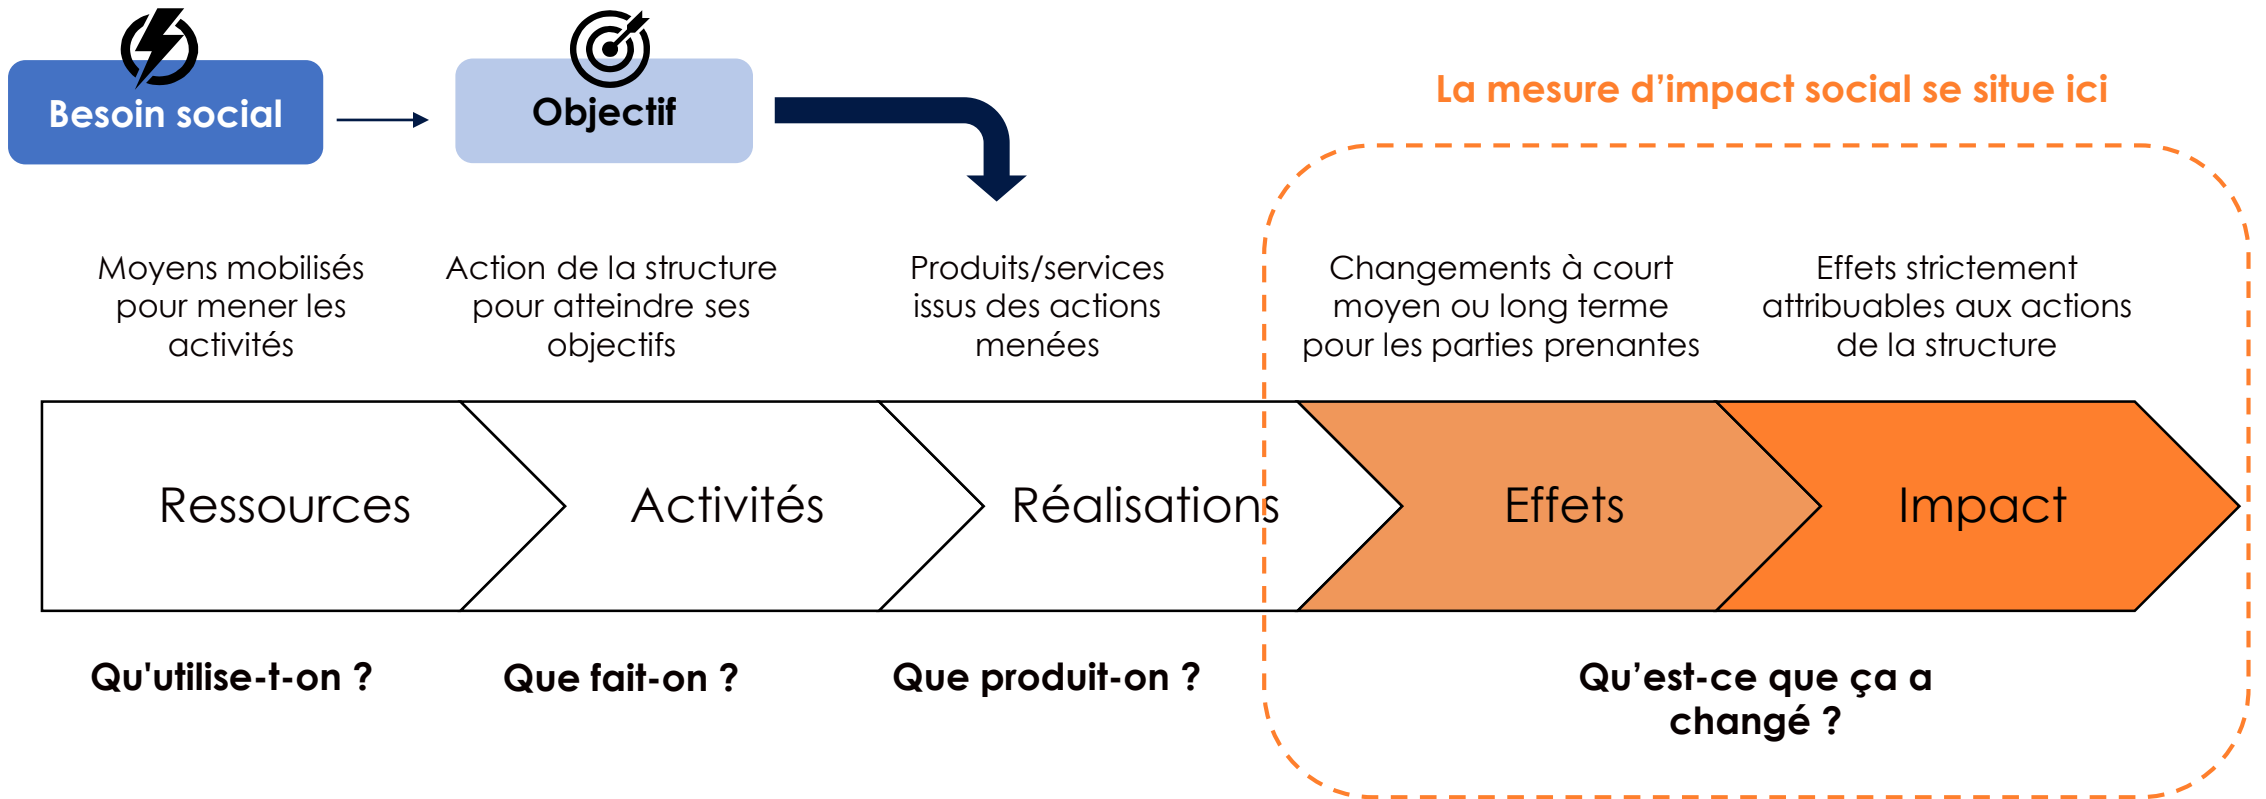 Besoin social
Objectif
La mesure d’impact social se situe ici
Moyens mobilisés
pour mener les
activités
Action de la structure
pour atteindre ses
objectifs
Produits/services
issus des actions
menées
Changements à court
moyen ou long terme
pour les parties prenantes
Effets strictement
attribuables aux actions
de la structure
Ressources
Activités
Réalisations
Effets
Impact
Qu'utilise-t-on ?
Que fait-on ?
Que produit-on ?
Qu’est-ce que ça a
changé ?